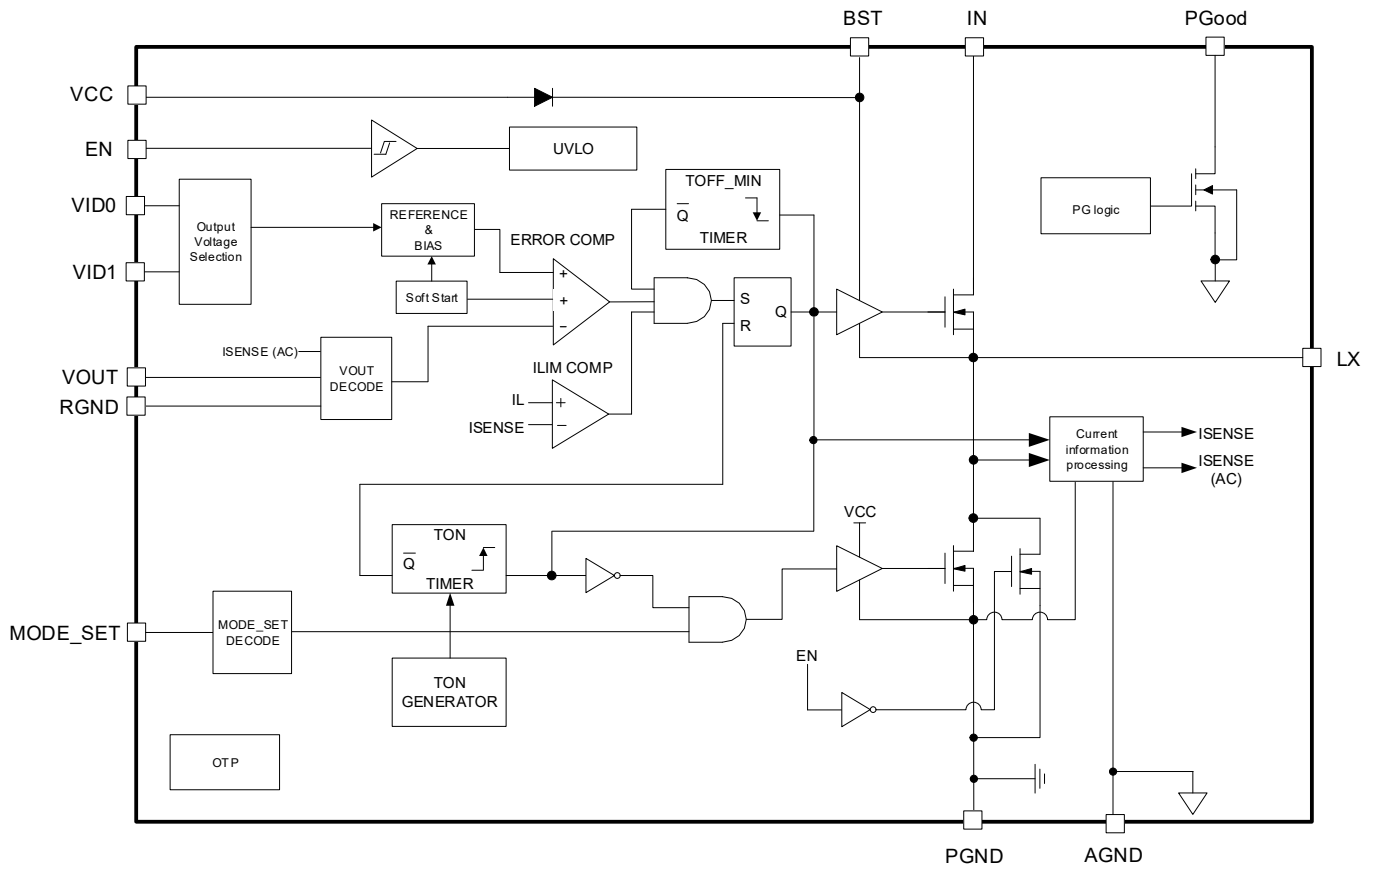 BST
IN
PGood
VCC
EN
UVLO
VID0
VID1
Output
Voltage
Selection
REFERENCE
&
BIAS
Soft Start
ERROR COMP
+
+
−
TOFF_MIN
Q
TIMER
S
R
Q
PG logic
ISENSE (AC)
VOUT
RGND
VOUT
DECODE
ILIM COMP
IL
+
ISENSE
−
LX
Current
information
processing
ISENSE
ISENSE
(AC)
VCC
TON
Q
TIMER
MODE_SET
MODE_SET
DECODE
TON
GENERATOR
EN
OTP
PGND
AGND